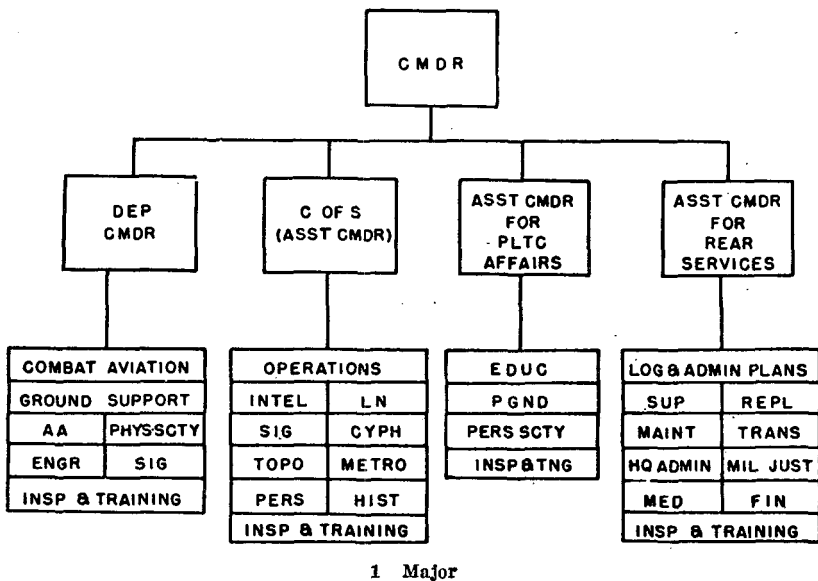 CMDR
DEP
CMDR
C OF S
(ASST CMDR)
ASST CMDR
FOR
PLTC
AFFAIRS
ASST CMDR
FOR
REAR
SERVICES
COMBAT AVIATION
GROUND SUPPORT
AA PHYS·SCTY
ENGR SIG
INSP & TRAINING
OPERATIONS
INTEL LN
SIG CYPH
TOPO METRO
PERS HIST
INSP & TRAINING
EDUC
PGND
PERS SCTY
INSP & TNG
LOG & ADMIN PLANS
SUP REPL
MAINT TRANS
HQ ADMIN MIL JUST
MED FIN
INSP & TRAINING
1 Major